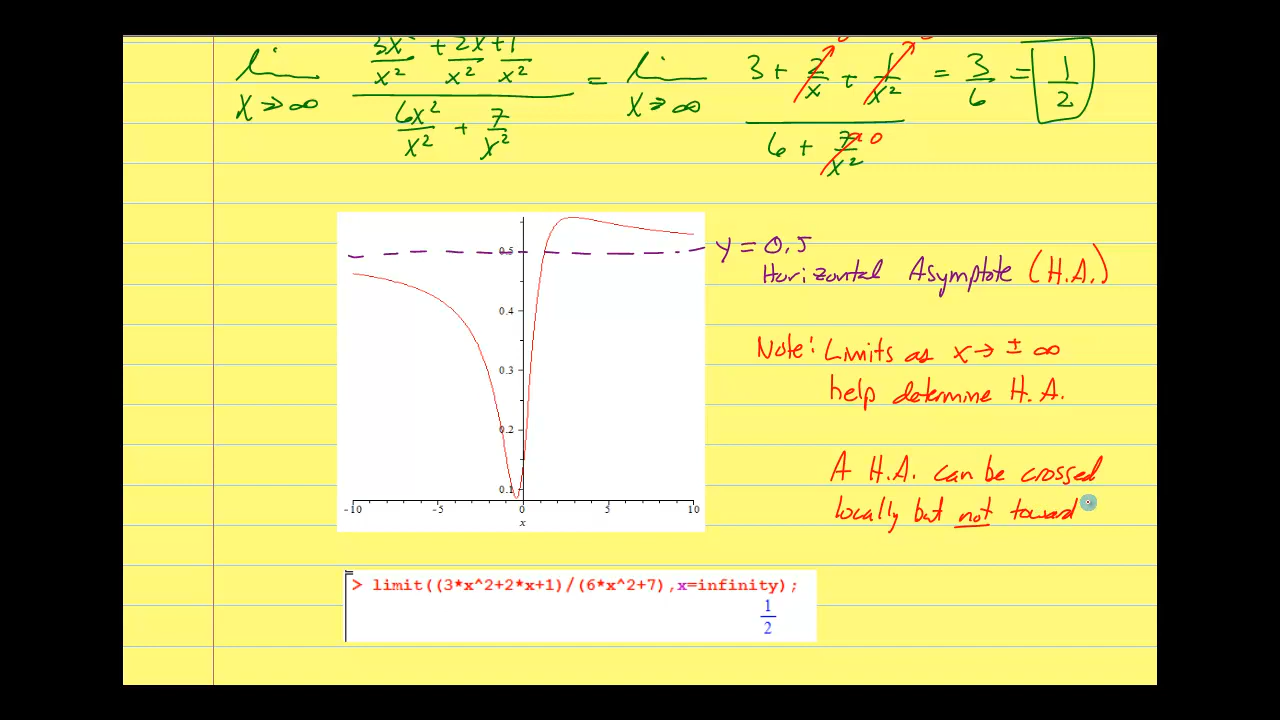 lim x→∞ (3x²/x² + 2x/x² + 1/x²) / (6x²/x² + 7/x²) = lim x→∞ (3 + 2/x + 1/x²) / (6 + 7/x²) = 3/6 = 1/2
0 0
0
y = 0.5
Horizontal Asymptote (H.A.)
Note: Limits as x → ± ∞
help determine H.A.
A H.A. can be crossed
locally but not toward
0.5
0.4
0.3
0.2
0.1
-10 -5 0 5 10
x
> limit((3*x^2+2*x+1)/(6*x^2+7),x=infinity);
1
2